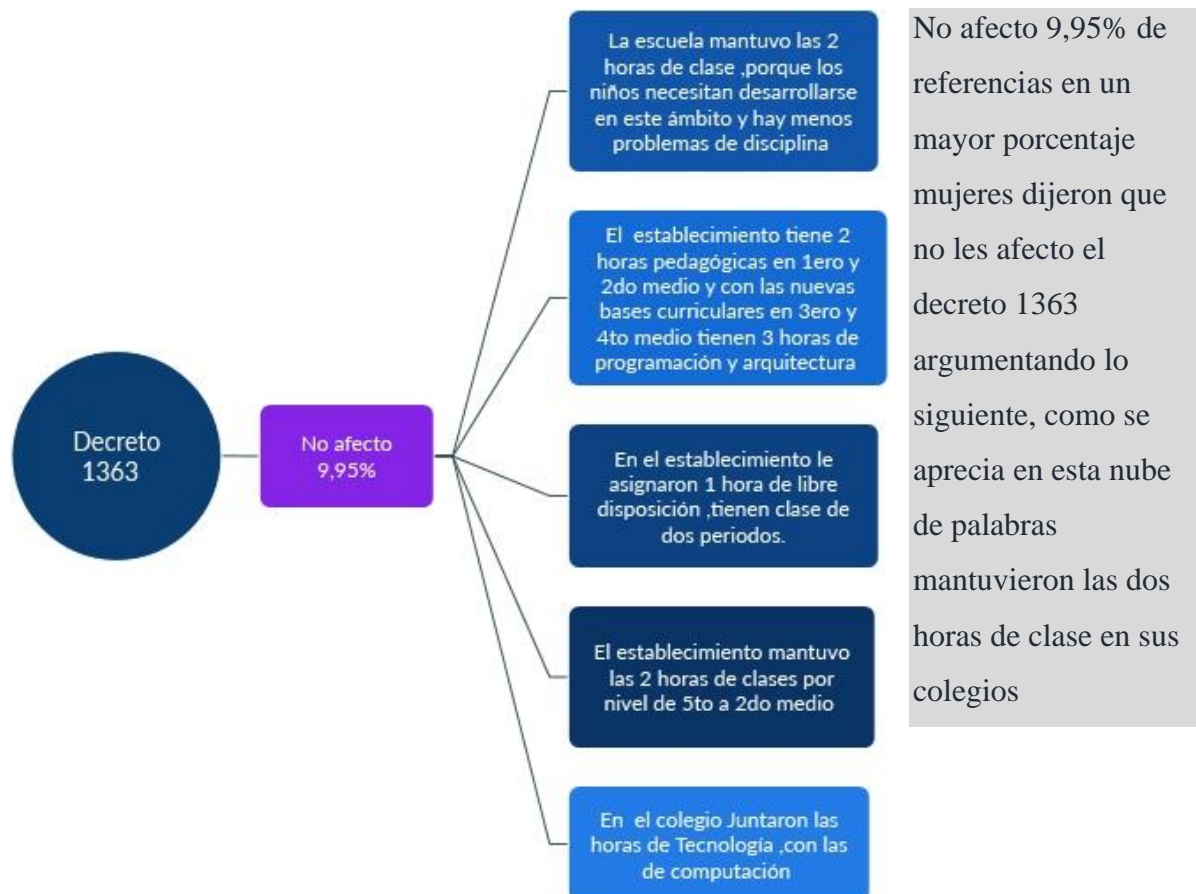 Decreto
1363
No afecto
9,95%
La escuela mantuvo las 2
horas de clase ,porque los
niños necesitan desarrollarse
en este ámbito y hay menos
problemas de disciplina
El  establecimiento tiene 2
horas pedagógicas en 1ero y
2do medio y con las nuevas
bases curriculares en 3ero y
4to medio tienen 3 horas de
programación y arquitectura
En el establecimiento le
asignaron 1 hora de libre
disposición ,tienen clase de
dos periodos.
El establecimiento mantuvo
las 2 horas de clases por
nivel de 5to a 2do medio
En  el colegio Juntaron las
horas de Tecnología ,con las
de computación
No afecto 9,95% de
referencias en un
mayor porcentaje
mujeres dijeron que
no les afecto el
decreto 1363
argumentando lo
siguiente, como se
aprecia en esta nube
de palabras
mantuvieron las dos
horas de clase en sus
colegios